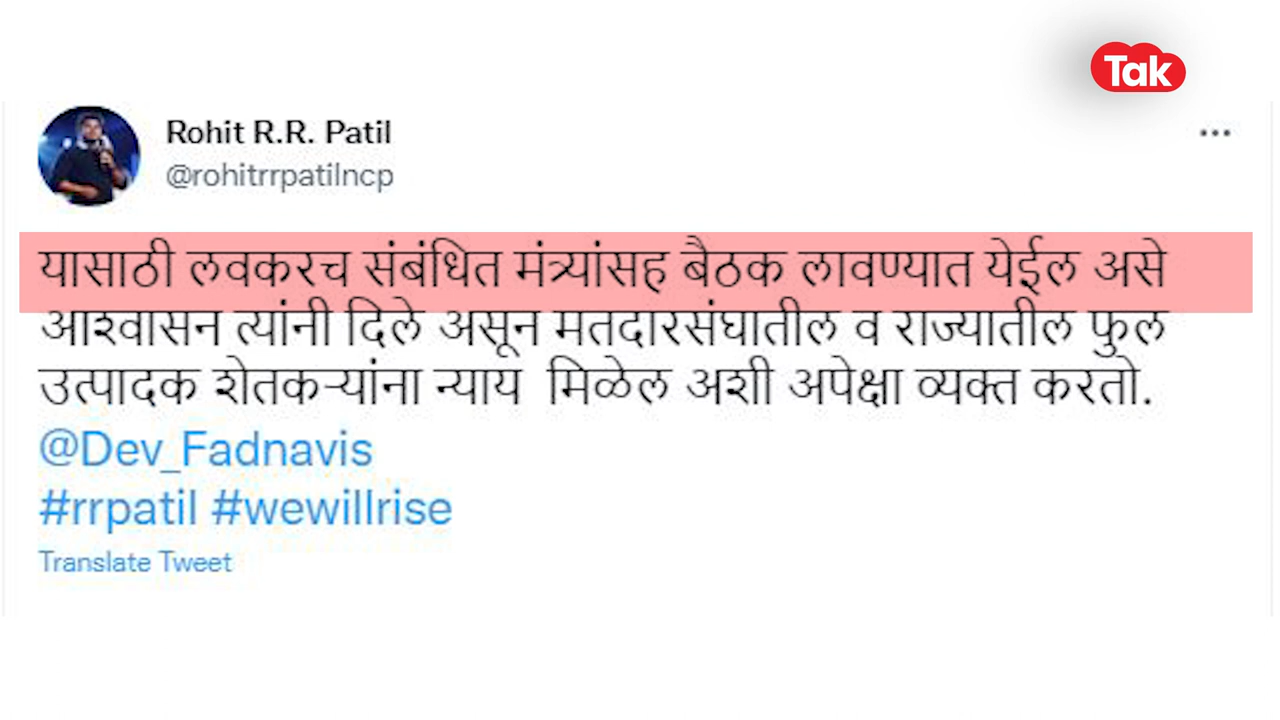 Tak
Rohit R.R. Patil
@rohitrrpatilncp
यासाठी लवकरच संबंधित मंत्र्यांसह बैठक लावण्यात येईल असे
आश्वासन त्यांनी दिले असून मतदारसंघातील व राज्यातील फुल
उत्पादक शेतकऱ्यांना न्याय मिळेल अशी अपेक्षा व्यक्त करतो.
@Dev_Fadnavis
#rrpatil #wewillrise
Translate Tweet